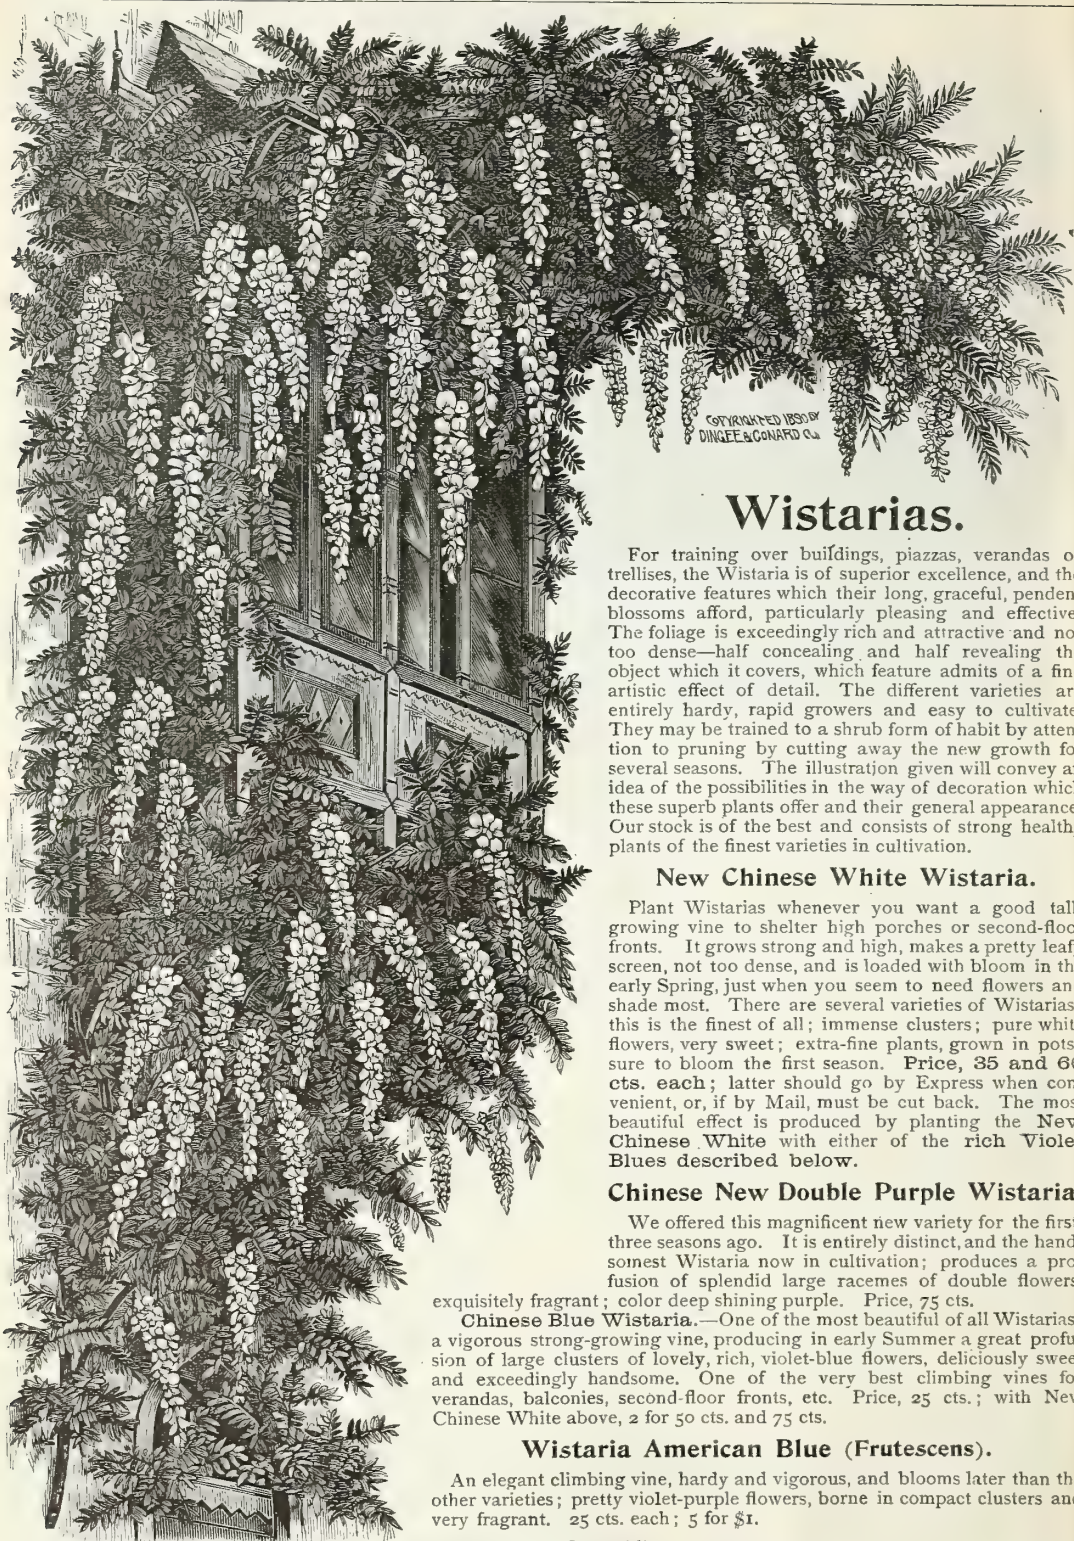 COPYRIGHTED 1890 BY
DINGEE & CONARD Co.
Wistarias.
For training over buildings, piazzas, verandas o
trellises, the Wistaria is of superior excellence, and th
decorative features which their long, graceful, penden
blossoms afford, particularly pleasing and effective
The foliage is exceedingly rich and attractive and no
too dense—half concealing and half revealing th
object which it covers, which feature admits of a fin
artistic effect of detail. The different varieties ar
entirely hardy, rapid growers and easy to cultivate
They may be trained to a shrub form of habit by atten
tion to pruning by cutting away the new growth fo
several seasons. The illustration given will convey a
idea of the possibilities in the way of decoration whic
these superb plants offer and their general appearance
Our stock is of the best and consists of strong health
plants of the finest varieties in cultivation.
New Chinese White Wistaria.
Plant Wistarias whenever you want a good tall
growing vine to shelter high porches or second-floo
fronts. It grows strong and high, makes a pretty leaf
screen, not too dense, and is loaded with bloom in th
early Spring, just when you seem to need flowers an
shade most. There are several varieties of Wistarias
this is the finest of all; immense clusters; pure whit
flowers, very sweet; extra-fine plants, grown in pots
sure to bloom the first season. Price, 35 and 6
cts. each; latter should go by Express when con
venient, or, if by Mail, must be cut back. The mos
beautiful effect is produced by planting the New
Chinese White with either of the rich Viole
Blues described below.
Chinese New Double Purple Wistaria
We offered this magnificent new variety for the first
three seasons ago. It is entirely distinct, and the hand
somest Wistaria now in cultivation; produces a pro
fusion of splendid large racemes of double flowers
exquisitely fragrant; color deep shining purple. Price, 75 cts.
Chinese Blue Wistaria.—One of the most beautiful of all Wistarias
a vigorous strong-growing vine, producing in early Summer a great profu
sion of large clusters of lovely, rich, violet-blue flowers, deliciously swee
and exceedingly handsome. One of the very best climbing vines fo
verandas, balconies, second-floor fronts, etc. Price, 25 cts.; with New
Chinese White above, 2 for 50 cts. and 75 cts.
Wistaria American Blue (Frutescens).
An elegant climbing vine, hardy and vigorous, and blooms later than th
other varieties; pretty violet-purple flowers, borne in compact clusters and
very fragrant. 25 cts. each; 5 for $1.